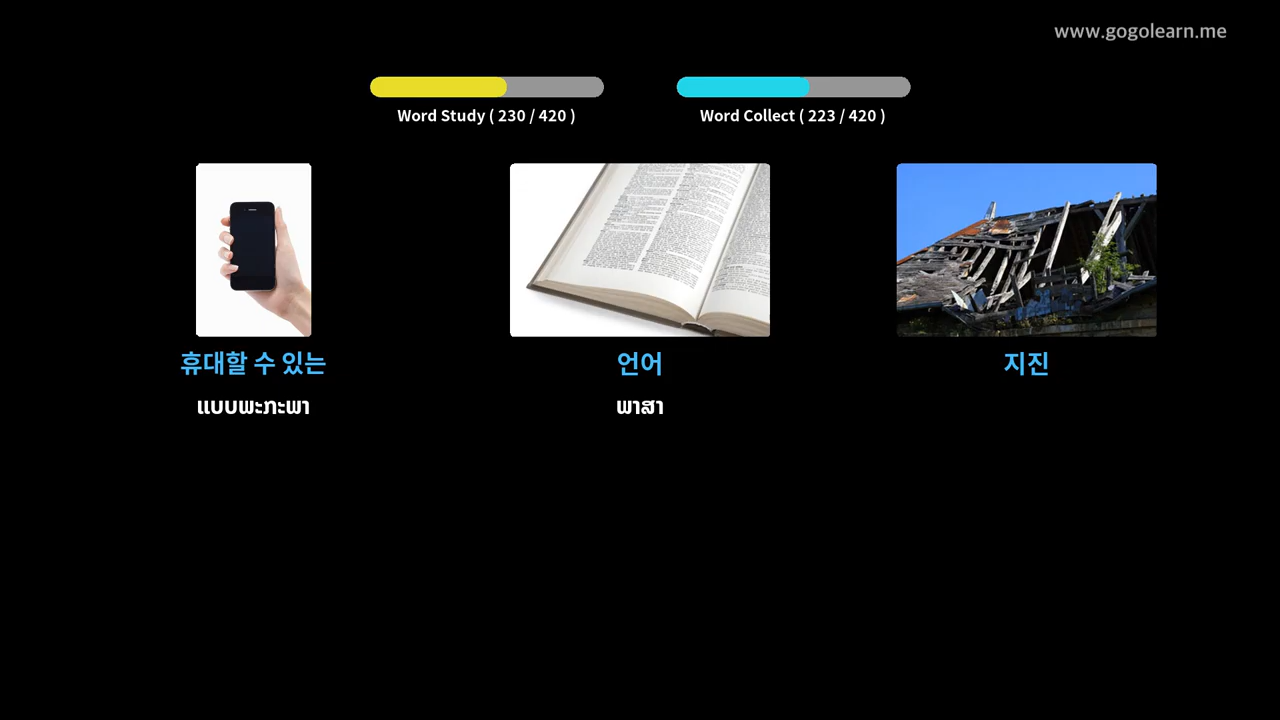 www.gogolearn.me
Word Study ( 230 / 420 )
Word Collect ( 223 / 420 )
휴대할 수 있는
언어
지진
ແບບພະກະພາ
ພາສາ